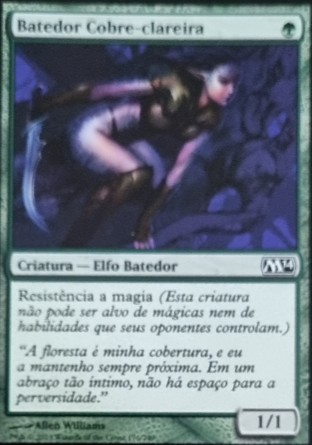 Batedor Cobre-clareira
Criatura — Elfo Batedor
M14
Resistência a magia (Esta criatura
não pode ser alvo de mágicas nem de
habilidades que seus oponentes controlam.)
"A floresta é minha cobertura, e eu
a mantenho sempre próxima. Em um
abraço tão íntimo, não há espaço para a
perversidade."
Allen Williams
1/1